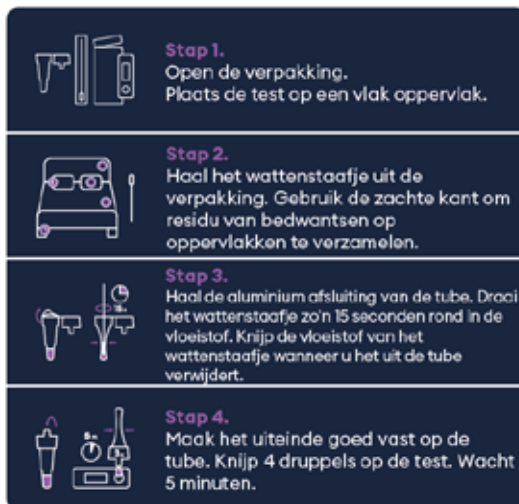 Stap 1.
Open de verpakking.
Plaats de test op een vlak oppervlak.
Stap 2.
Haal het wattenstaafje uit de
verpakking. Gebruik de zachte kant om
residu van bedwantsen op
oppervlakken te verzamelen.
Stap 3.
Haal de aluminium afsluiting van de tube. Draai
het wattenstaafje zo'n 15 seconden rond in de
vloeistof. Knijp de vloeistof van het
wattenstaafje wanneer u het uit de tube
verwijdert.
Stap 4.
Maak het uiteinde goed vast op de
tube. Knijp 4 druppels op de test. Wacht
5 minuten.